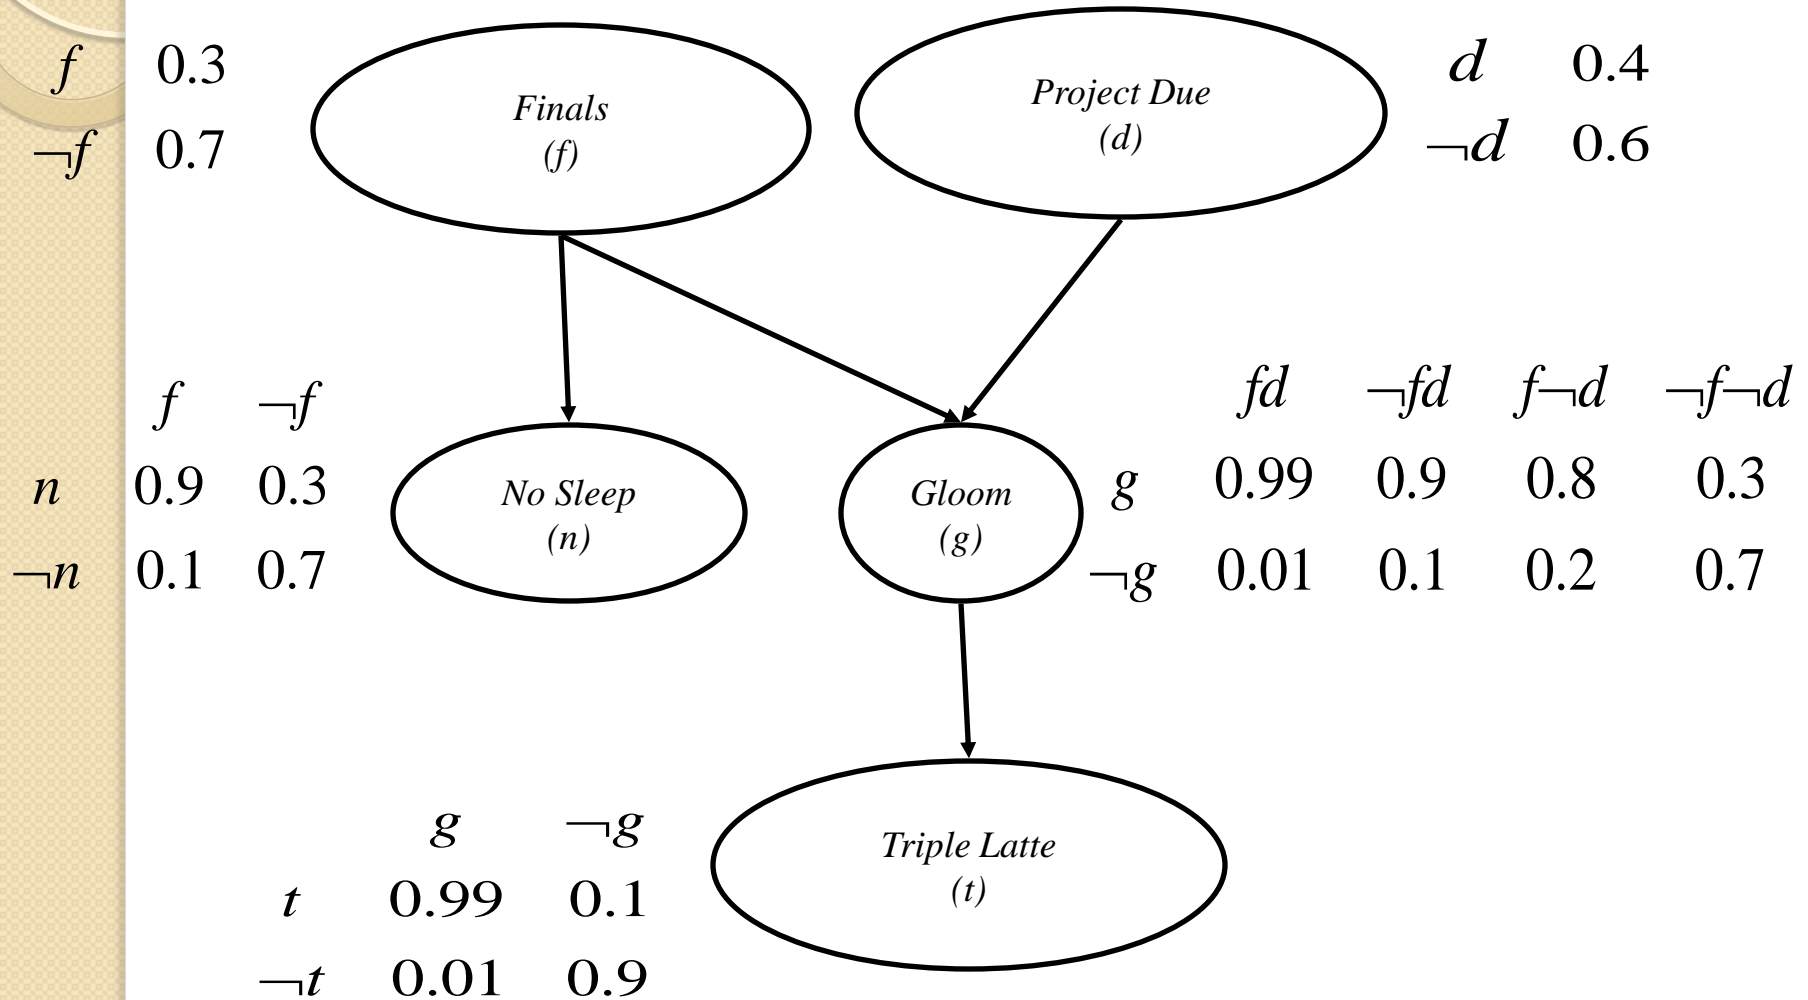 f 0.3
¬f 0.7
Finals
(f)
Project Due
(d)
d 0.4
¬d 0.6
f ¬f
n 0.9 0.3
¬n 0.1 0.7
No Sleep
(n)
Gloom
(g)
fd ¬fd f¬d ¬f¬d
g 0.99 0.9 0.8 0.3
¬g 0.01 0.1 0.2 0.7
g ¬g
t 0.99 0.1
¬t 0.01 0.9
Triple Latte
(t)